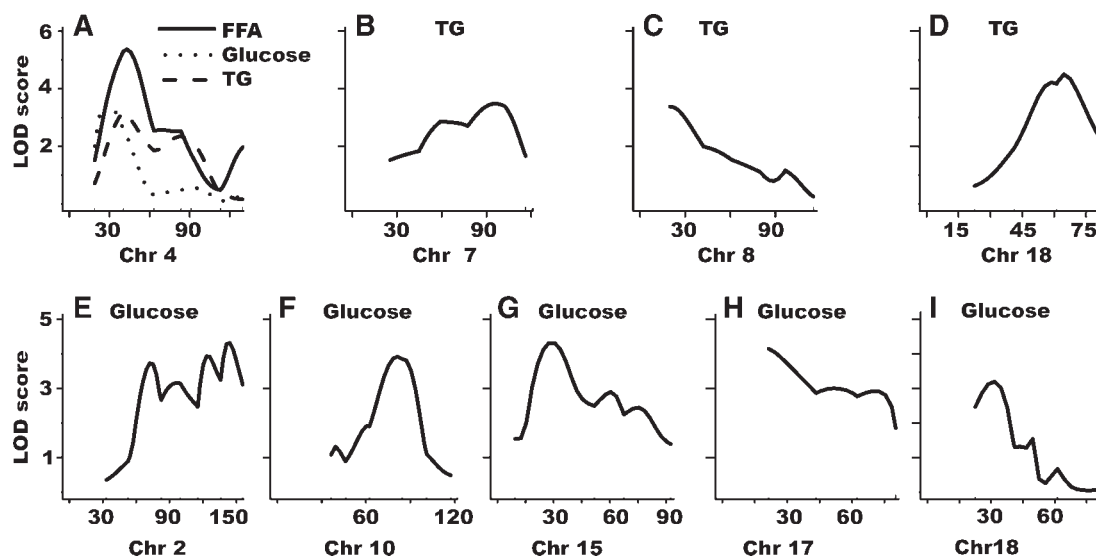 A
FFA
Glucose
TG
B
TG
C
TG
D
TG
LOD score
6
4
2
30 90
Chr 4
30 90
Chr 7
30 90
Chr 8
15 45 75
Chr 18
E Glucose
F Glucose
G Glucose
H Glucose
I Glucose
LOD score
5
3
1
30 90 150
Chr 2
60 120
Chr 10
30 60 90
Chr 15
30 60
Chr 17
30 60
Chr18